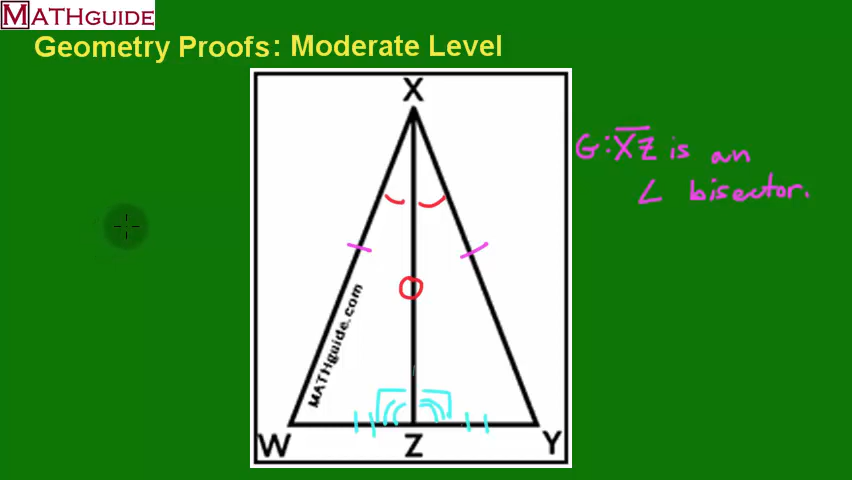 MATHGUIDE
Geometry Proofs: Moderate Level
X
G: XZ is an
∠ bisector.
MATHguide.com
W Z Y